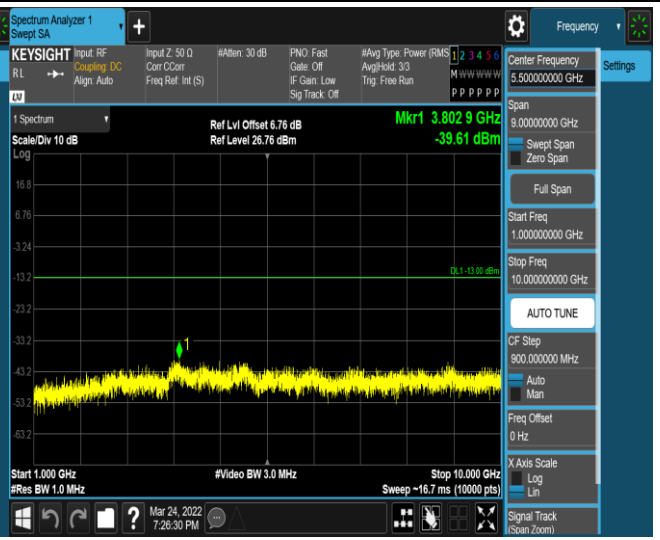 Spectrum Analyzer 1
Swept SA
Frequency
KEYSIGHT
RL
Input: RF
Coupling: DC
Align: Auto
Input Z: 50 Ω
Corr CCorr
Freq Ref: Int (S)
#Atten: 30 dB
PNO: Fast
Gate: Off
IF Gain: Low
Sig Track: Off
#Avg Type: Power (RMS
Avg|Hold: 3/3
Trig: Free Run
1 2 3 4 5 6
M W W W W W
P P P P P P
LXI
Settings
1 Spectrum
Scale/Div 10 dB
Log
Ref Lvl Offset 6.76 dB
Ref Level 26.76 dBm
Mkr1 3.802 9 GHz
-39.61 dBm
16.8
6.76
-3.24
-13.2
-23.2
-33.2
-43.2
-53.2
-63.2
DL1 -13.00 dBm
1
Start 1.000 GHz
#Res BW 1.0 MHz
#Video BW 3.0 MHz
Stop 10.000 GHz
Sweep ~16.7 ms (10000 pts)
Mar 24, 2022
7:26:30 PM
Center Frequency
5.500000000 GHz
Span
9.00000000 GHz
Swept Span
Zero Span
Full Span
Start Freq
1.000000000 GHz
Stop Freq
10.000000000 GHz
AUTO TUNE
CF Step
900.000000 MHz
Auto
Man
Freq Offset
0 Hz
X Axis Scale
Log
Lin
Signal Track
(Span Zoom)